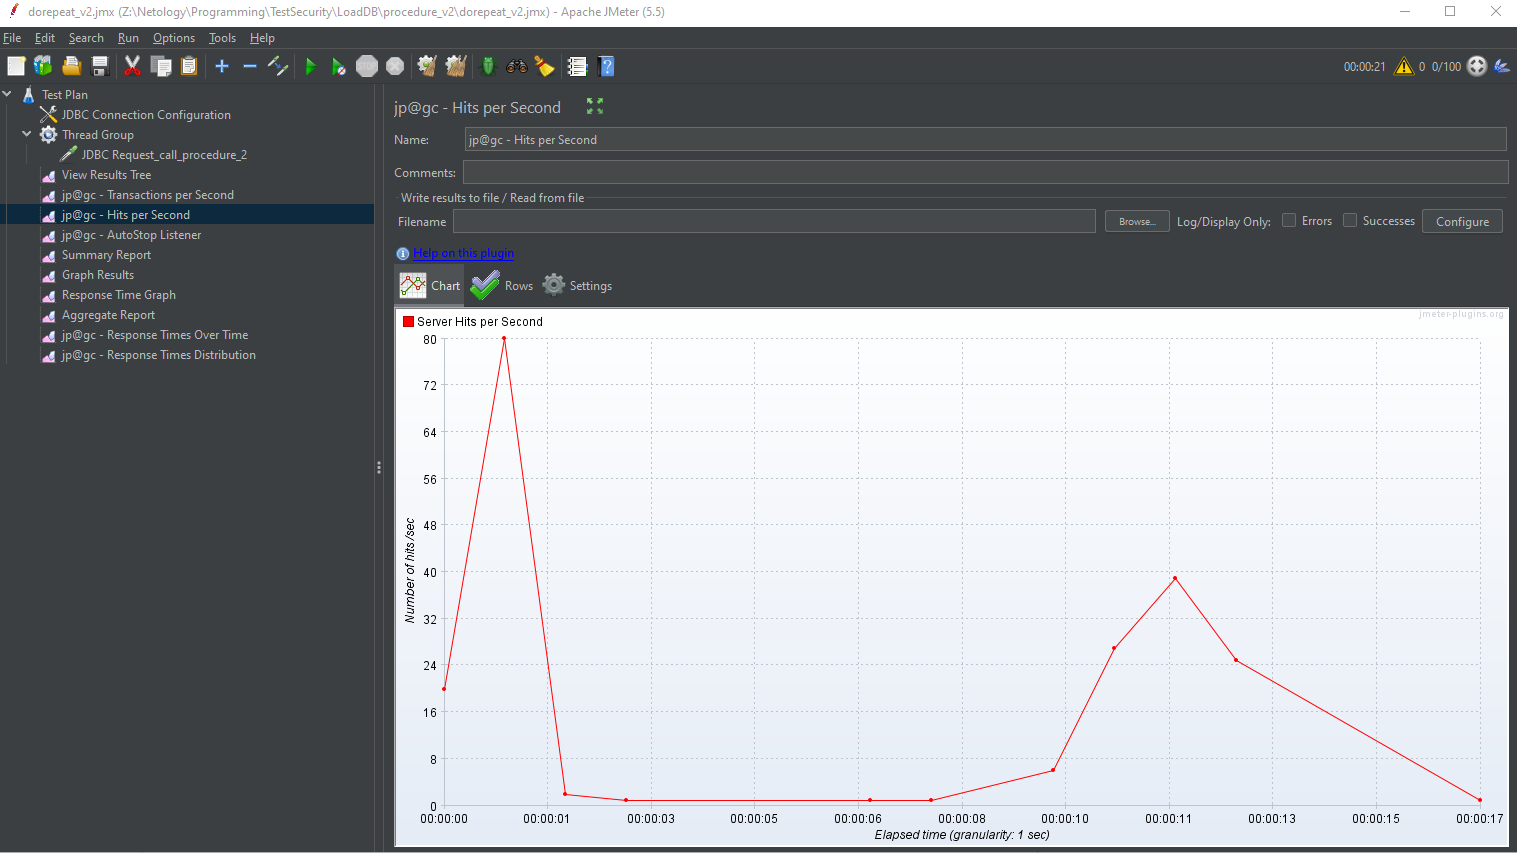 dorepeat_v2.jmx (Z:\Netology\Programming\TestSecurity\LoadDB\procedure_v2\dorepeat_v2.jmx) - Apache JMeter (5.5)
File Edit Search Run Options Tools Help
STOP
00:00:21 0 0/100
Test Plan
JDBC Connection Configuration
Thread Group
JDBC Request_call_procedure_2
View Results Tree
jp@gc - Transactions per Second
jp@gc - Hits per Second
jp@gc - AutoStop Listener
Summary Report
Graph Results
Response Time Graph
Aggregate Report
jp@gc - Response Times Over Time
jp@gc - Response Times Distribution
jp@gc - Hits per Second
Name: jp@gc - Hits per Second
Comments:
Write results to file / Read from file
Filename Browse... Log/Display Only: Errors Successes Configure
Help on this plugin
Chart Rows Settings
Server Hits per Second
jmeter-plugins.org
80
72
64
56
48
40
32
24
16
8
0
Number of hits /sec
00:00:00 00:00:01 00:00:03 00:00:05 00:00:06 00:00:08 00:00:10 00:00:11 00:00:13 00:00:15 00:00:17
Elapsed time (granularity: 1 sec)